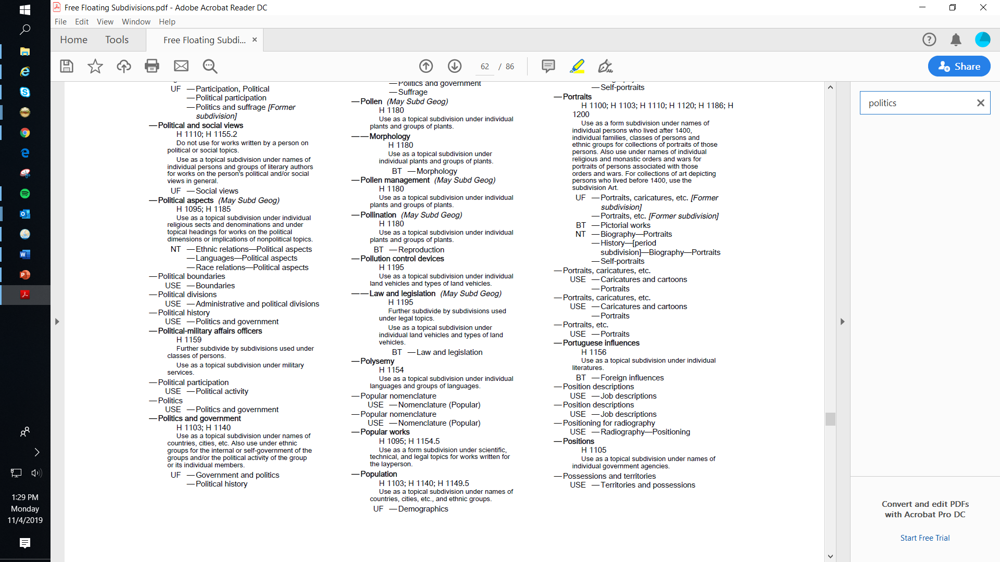 Free Floating Subdivisions.pdf - Adobe Acrobat Reader DC
File Edit View Window Help
Home Tools Free Floating Subdi... ×
62 / 86
Share
UF —Participation, Political
—Political participation
—Politics and suffrage [Former
subdivision]
—Political and social views
H 1110; H 1155.2
Do not use for works written by a person on
political or social topics.
Use as a topical subdivision under names of
individual persons and groups of literary authors
for works on the person's political and/or social
views in general.
UF —Social views
—Political aspects (May Subd Geog)
H 1095; H 1185
Use as a topical subdivision under individual
religious sects and denominations and under
topical headings for works on the political
dimensions or implications of nonpolitical topics.
NT —Ethnic relations—Political aspects
—Languages—Political aspects
—Race relations—Political aspects
—Political boundaries
USE —Boundaries
—Political divisions
USE —Administrative and political divisions
—Political history
USE —Politics and government
—Political-military affairs officers
H 1159
Further subdivide by subdivisions used under
classes of persons.
Use as a topical subdivision under military
services.
—Political participation
USE —Political activity
—Politics
USE —Politics and government
—Politics and government
H 1103; H 1140
Use as a topical subdivision under names of
countries, cities, etc. Also use under ethnic
groups for the internal or self-government of the
groups and/or the political activity of the group
or its individual members.
UF —Government and politics
—Political history
—Politics and government
—Suffrage
—Pollen (May Subd Geog)
H 1180
Use as a topical subdivision under individual
plants and groups of plants.
——Morphology
H 1180
Use as a topical subdivision under
individual plants and groups of plants.
BT —Morphology
—Pollen management (May Subd Geog)
H 1180
Use as a topical subdivision under individual
plants and groups of plants.
—Pollination (May Subd Geog)
H 1180
Use as a topical subdivision under individual
plants and groups of plants.
BT —Reproduction
—Pollution control devices
H 1195
Use as a topical subdivision under individual
land vehicles and types of land vehicles.
——Law and legislation (May Subd Geog)
H 1195
Further subdivide by subdivisions used
under legal topics.
Use as a topical subdivision under
individual land vehicles and types of land
vehicles.
BT —Law and legislation
—Polysemy
H 1154
Use as a topical subdivision under individual
languages and groups of languages.
—Popular nomenclature
USE —Nomenclature (Popular)
—Popular nomenclature
USE —Nomenclature (Popular)
—Popular works
H 1095; H 1154.5
Use as a form subdivision under scientific,
technical, and legal topics for works written for
the layperson.
—Population
H 1103; H 1140; H 1149.5
Use as a topical subdivision under names of
countries, cities, etc., and ethnic groups.
UF —Demographics
—Self-portraits
—Portraits
H 1100; H 1103; H 1110; H 1120; H 1186; H
1200
Use as a form subdivision under names of
individual persons who lived after 1400,
individual families, classes of persons and
ethnic groups for collections of portraits of those
persons. Also use under names of individual
religious and monastic orders and wars for
portraits of persons associated with those
orders and wars. For collections of art depicting
persons who lived before 1400, use the
subdivision Art.
UF —Portraits, caricatures, etc. [Former
subdivision]
—Portraits, etc. [Former subdivision]
BT —Pictorial works
NT —Biography—Portraits
—History—[period
subdivision]—Biography—Portraits
—Self-portraits
—Portraits, caricatures, etc.
USE —Caricatures and cartoons
—Portraits
—Portraits, caricatures, etc.
USE —Caricatures and cartoons
—Portraits
—Portraits, etc.
USE —Portraits
—Portuguese influences
H 1156
Use as a topical subdivision under individual
literatures.
BT —Foreign influences
—Position descriptions
USE —Job descriptions
—Position descriptions
USE —Job descriptions
—Positioning for radiography
USE —Radiography—Positioning
—Positions
H 1105
Use as a topical subdivision under names of
individual government agencies.
—Possessions and territories
USE —Territories and possessions
politics
Convert and edit PDFs
with Acrobat Pro DC
Start Free Trial
1:29 PM
Monday
11/4/2019